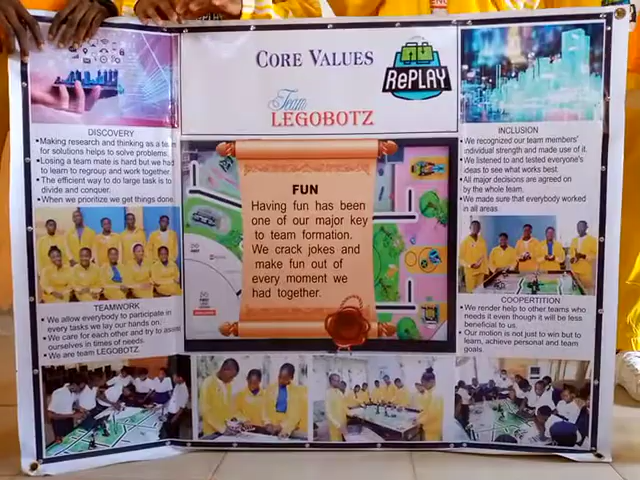 CORE VALUES
RePLAY
Team
LEGOBOTZ
DISCOVERY
•Making research and thinking as a team
for solutions helps to solve problems.
•Losing a team mate is hard but we had
to learn to regroup and work together.
•The efficient way to do large task is to
divide and conquer.
•When we prioritize we get things done.
TEAMWORK
•We allow everybody to participate in
every tasks we lay our hands on.
•We care for each other and try to
ourselves in times of needs.
•We are team LEGOBOTZ.
FUN
Having fun has been
one of our major key
to team formation.
We crack jokes and
make fun out of
every moment we
had together.
INCLUSION
•We recognized our team members'
individual strength and made use of it.
•We listened to and tested everyone's
ideas to see what works best.
•All major decisions are agreed on
by the whole team.
•We made sure that everybody worked
in all areas.
COOPERTITION
•We render help to other teams who
needs it even though it will be less
beneficial to us.
•Our motion is not just to win but to
learn, achieve personal and team
goals.